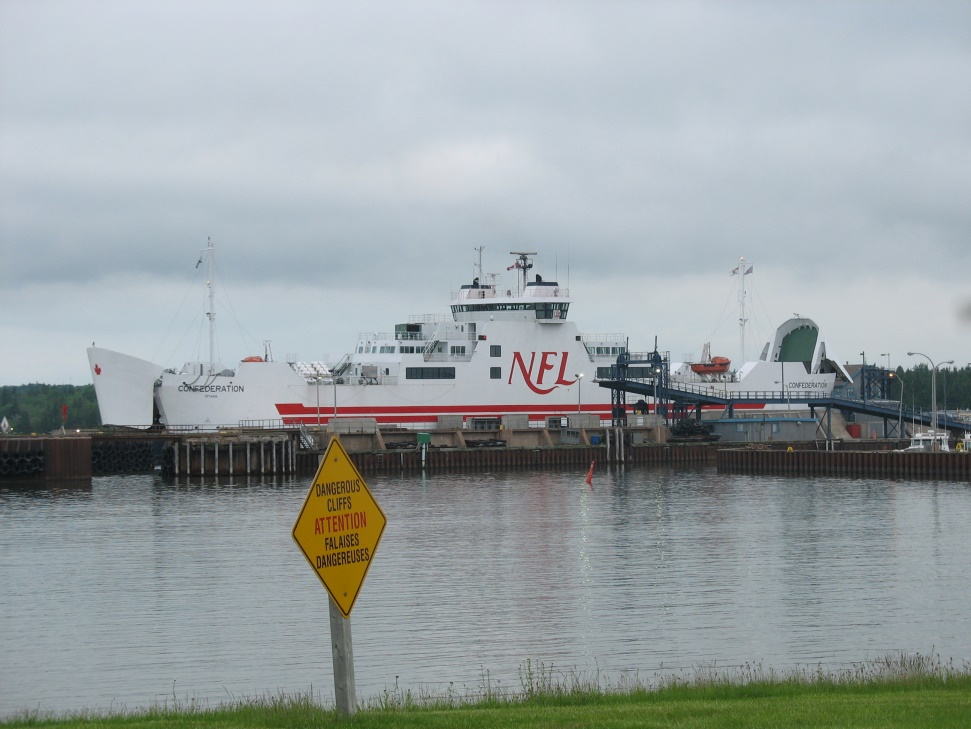 NFL
CONFEDERATION
CONFEDERATION
DANGEROUS
CLIFFS
ATTENTION
FALAISES
DANGEREUSES